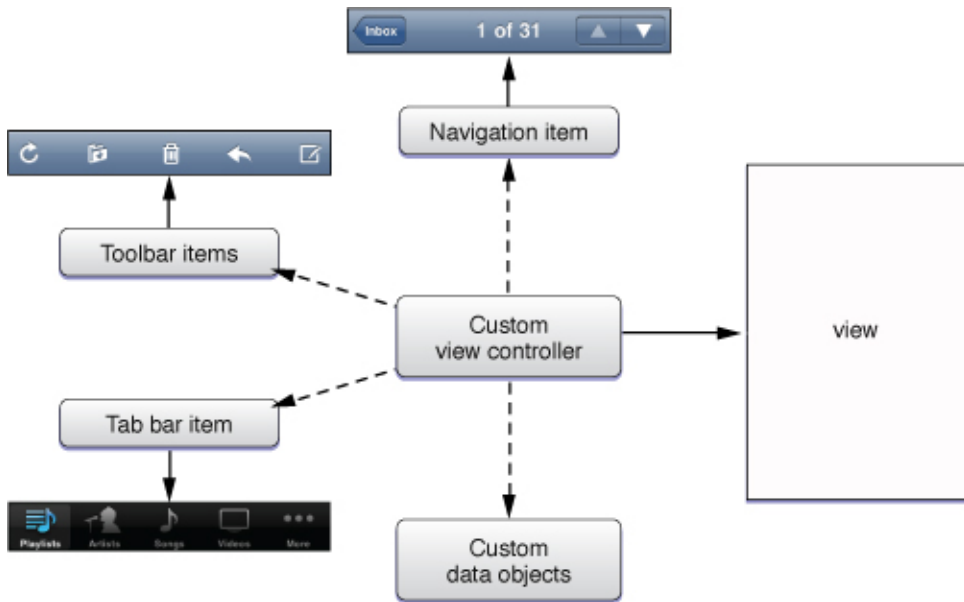 Inbox
1 of 31
Navigation item
Toolbar items
Custom
view controller
view
Tab bar item
Playlists Artists Songs Videos More
Custom
data objects